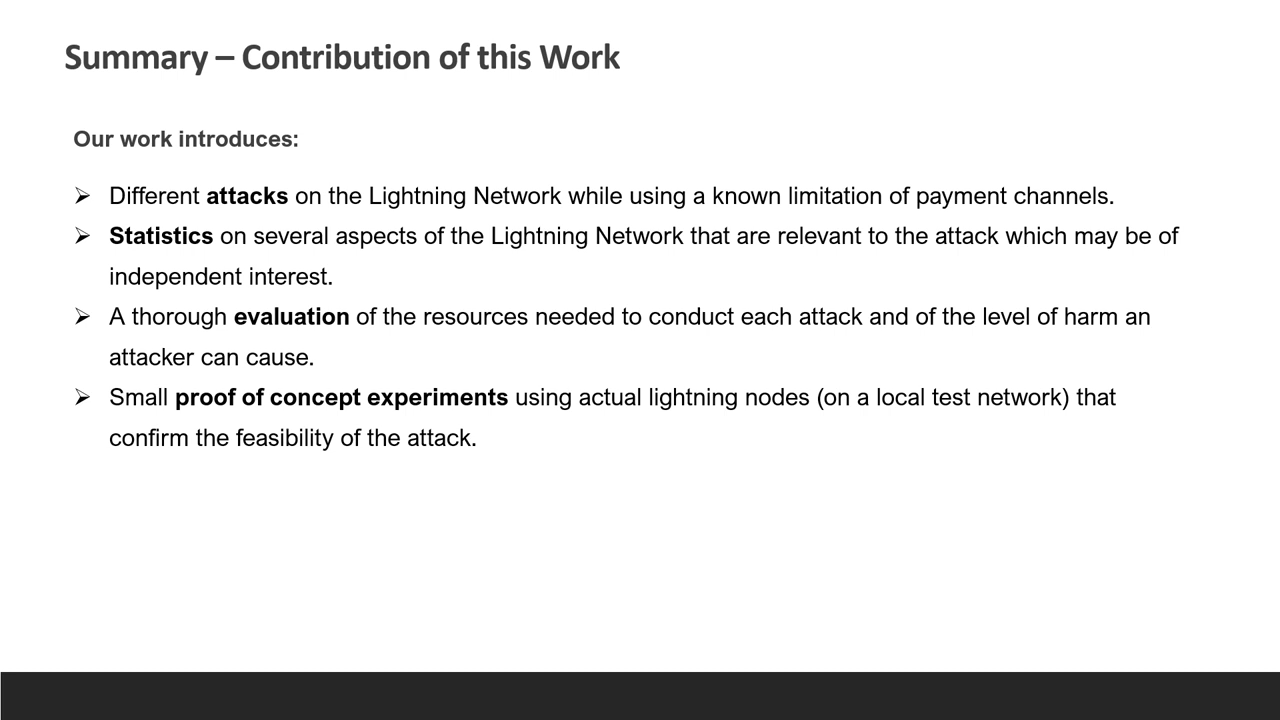 Summary – Contribution of this Work
Our work introduces:
➢ Different attacks on the Lightning Network while using a known limitation of payment channels.
➢ Statistics on several aspects of the Lightning Network that are relevant to the attack which may be of
independent interest.
➢ A thorough evaluation of the resources needed to conduct each attack and of the level of harm an
attacker can cause.
➢ Small proof of concept experiments using actual lightning nodes (on a local test network) that
confirm the feasibility of the attack.